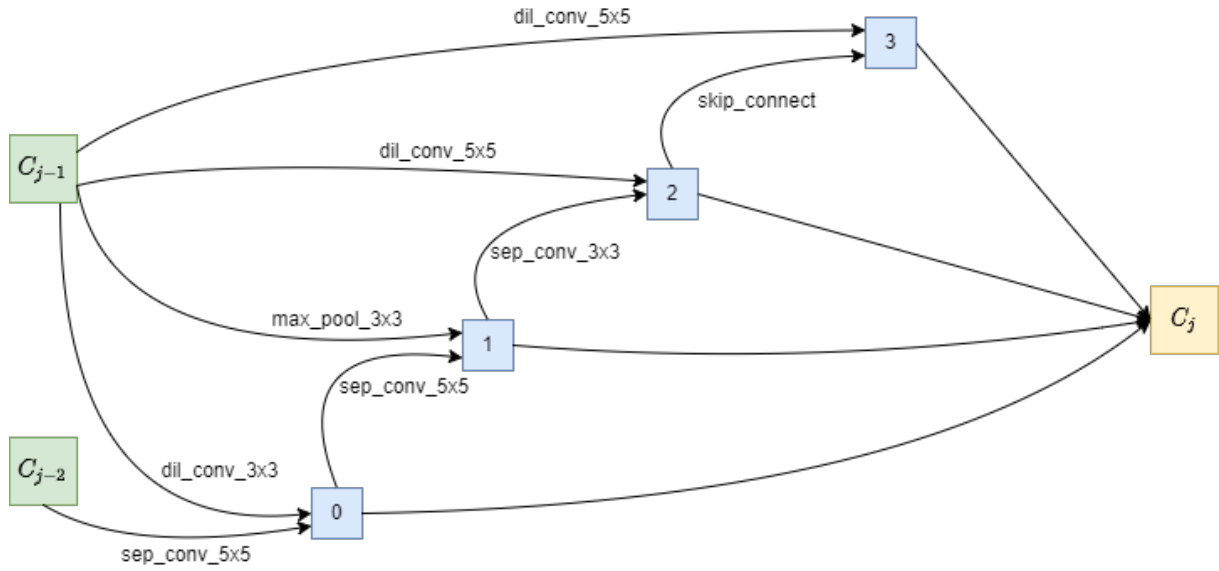 dil_conv_5x5
3
skip_connect
C_{j-1}
dil_conv_5x5
2
sep_conv_3x3
max_pool_3x3
1
C_j
sep_conv_5x5
C_{j-2}
dil_conv_3x3
0
sep_conv_5x5